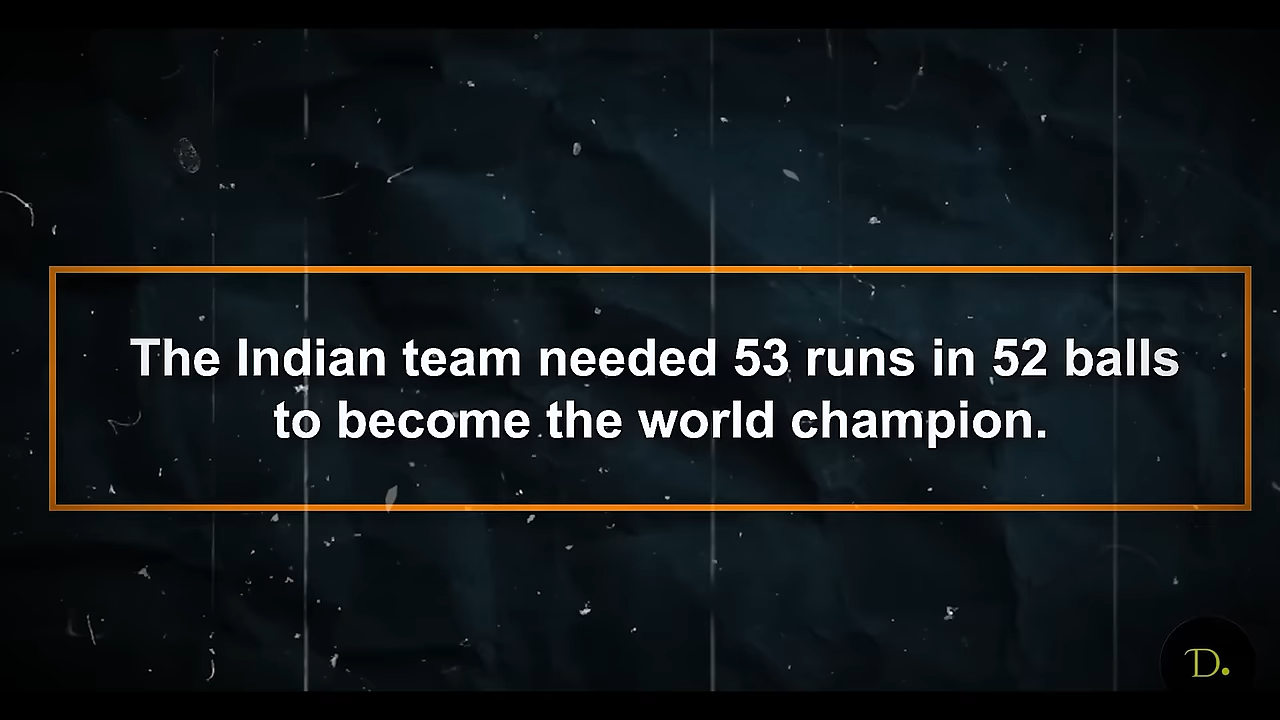 The Indian team needed 53 runs in 52 balls
to become the world champion.
D.